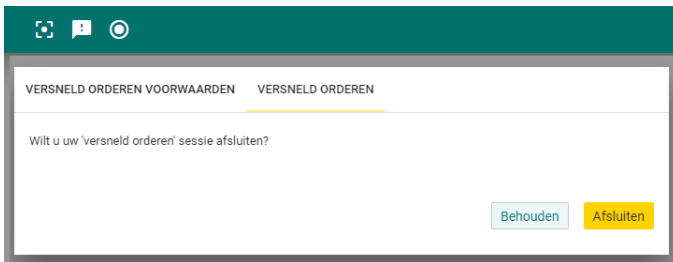 VERSNELD ORDEREN VOORWAARDEN VERSNELD ORDEREN
Wilt u uw 'versneld orderen' sessie afsluiten?
Behouden Afsluiten